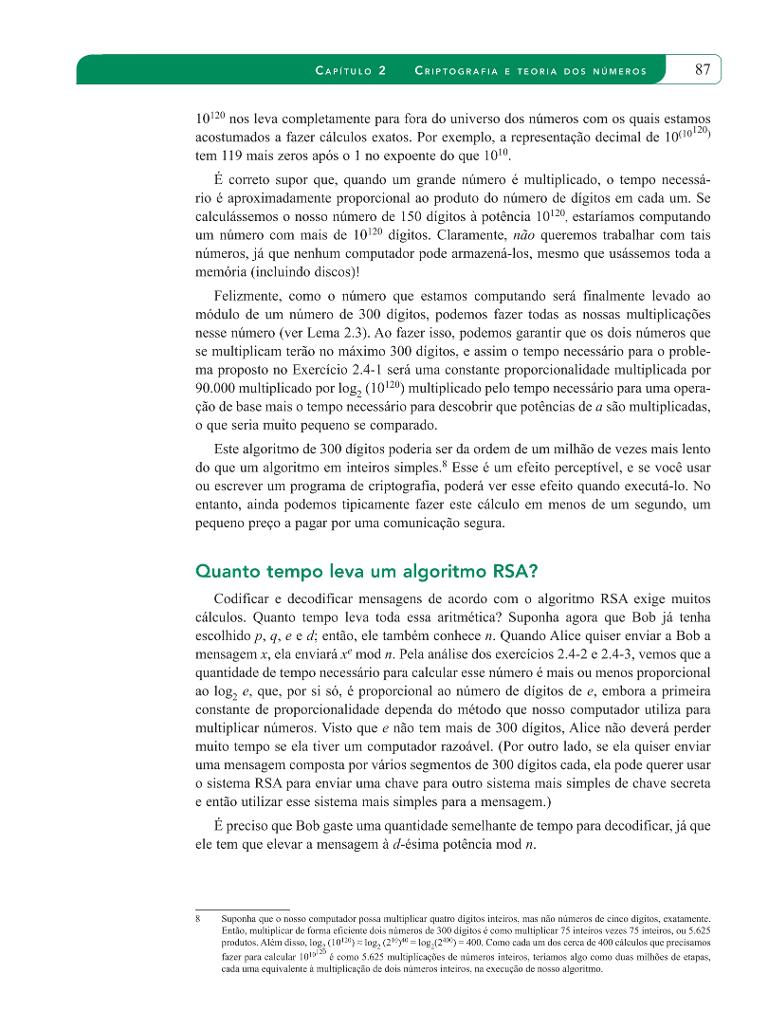 CAPÍTULO 2 CRIPTOGRAFIA E TEORIA DOS NÚMEROS 87
10^120 nos leva completamente para fora do universo dos números com os quais estamos
acostumados a fazer cálculos exatos. Por exemplo, a representação decimal de 10^(10^120)
tem 119 mais zeros após o 1 no expoente do que 10^10.
É correto supor que, quando um grande número é multiplicado, o tempo necessá-
rio é aproximadamente proporcional ao produto do número de dígitos em cada um. Se
calculássemos o nosso número de 150 dígitos à potência 10^120, estaríamos computando
um número com mais de 10^120 dígitos. Claramente, não queremos trabalhar com tais
números, já que nenhum computador pode armazená-los, mesmo que usássemos toda a
memória (incluindo discos)!
Felizmente, como o número que estamos computando será finalmente levado ao
módulo de um número de 300 dígitos, podemos fazer todas as nossas multiplicações
nesse número (ver Lema 2.3). Ao fazer isso, podemos garantir que os dois números que
se multiplicam terão no máximo 300 dígitos, e assim o tempo necessário para o proble-
ma proposto no Exercício 2.4-1 será uma constante proporcionalidade multiplicada por
90.000 multiplicado por log₂ (10^120) multiplicado pelo tempo necessário para uma opera-
ção de base mais o tempo necessário para descobrir que potências de a são multiplicadas,
o que seria muito pequeno se comparado.
Este algoritmo de 300 dígitos poderia ser da ordem de um milhão de vezes mais lento
do que um algoritmo em inteiros simples.⁸ Esse é um efeito perceptível, e se você usar
ou escrever um programa de criptografia, poderá ver esse efeito quando executá-lo. No
entanto, ainda podemos tipicamente fazer este cálculo em menos de um segundo, um
pequeno preço a pagar por uma comunicação segura.
Quanto tempo leva um algoritmo RSA?
Codificar e decodificar mensagens de acordo com o algoritmo RSA exige muitos
cálculos. Quanto tempo leva toda essa aritmética? Suponha agora que Bob já tenha
escolhido p, q, e e d; então, ele também conhece n. Quando Alice quiser enviar a Bob a
mensagem x, ela enviará x^e mod n. Pela análise dos exercícios 2.4-2 e 2.4-3, vemos que a
quantidade de tempo necessário para calcular esse número é mais ou menos proporcional
ao log₂ e, que, por si só, é proporcional ao número de dígitos de e, embora a primeira
constante de proporcionalidade dependa do método que nosso computador utiliza para
multiplicar números. Visto que e não tem mais de 300 dígitos, Alice não deverá perder
muito tempo se ela tiver um computador razoável. (Por outro lado, se ela quiser enviar
uma mensagem composta por vários segmentos de 300 dígitos cada, ela pode querer usar
o sistema RSA para enviar uma chave para outro sistema mais simples de chave secreta
e então utilizar esse sistema mais simples para a mensagem.)
É preciso que Bob gaste uma quantidade semelhante de tempo para decodificar, já que
ele tem que elevar a mensagem à d-ésima potência mod n.
8 Suponha que o nosso computador possa multiplicar quatro dígitos inteiros, mas não números de cinco dígitos, exatamente.
Então, multiplicar de forma eficiente dois números de 300 dígitos é como multiplicar 75 inteiros vezes 75 inteiros, ou 5.625
produtos. Além disso, log₂ (10^120) ≈ log₂ (2^10)^40 = log₂(2^400) = 400. Como cada um dos cerca de 400 cálculos que precisamos
fazer para calcular 10^10^120 é como 5.625 multiplicações de números inteiros, teríamos algo como duas milhões de etapas,
cada uma equivalente à multiplicação de dois números inteiros, na execução de nosso algoritmo.